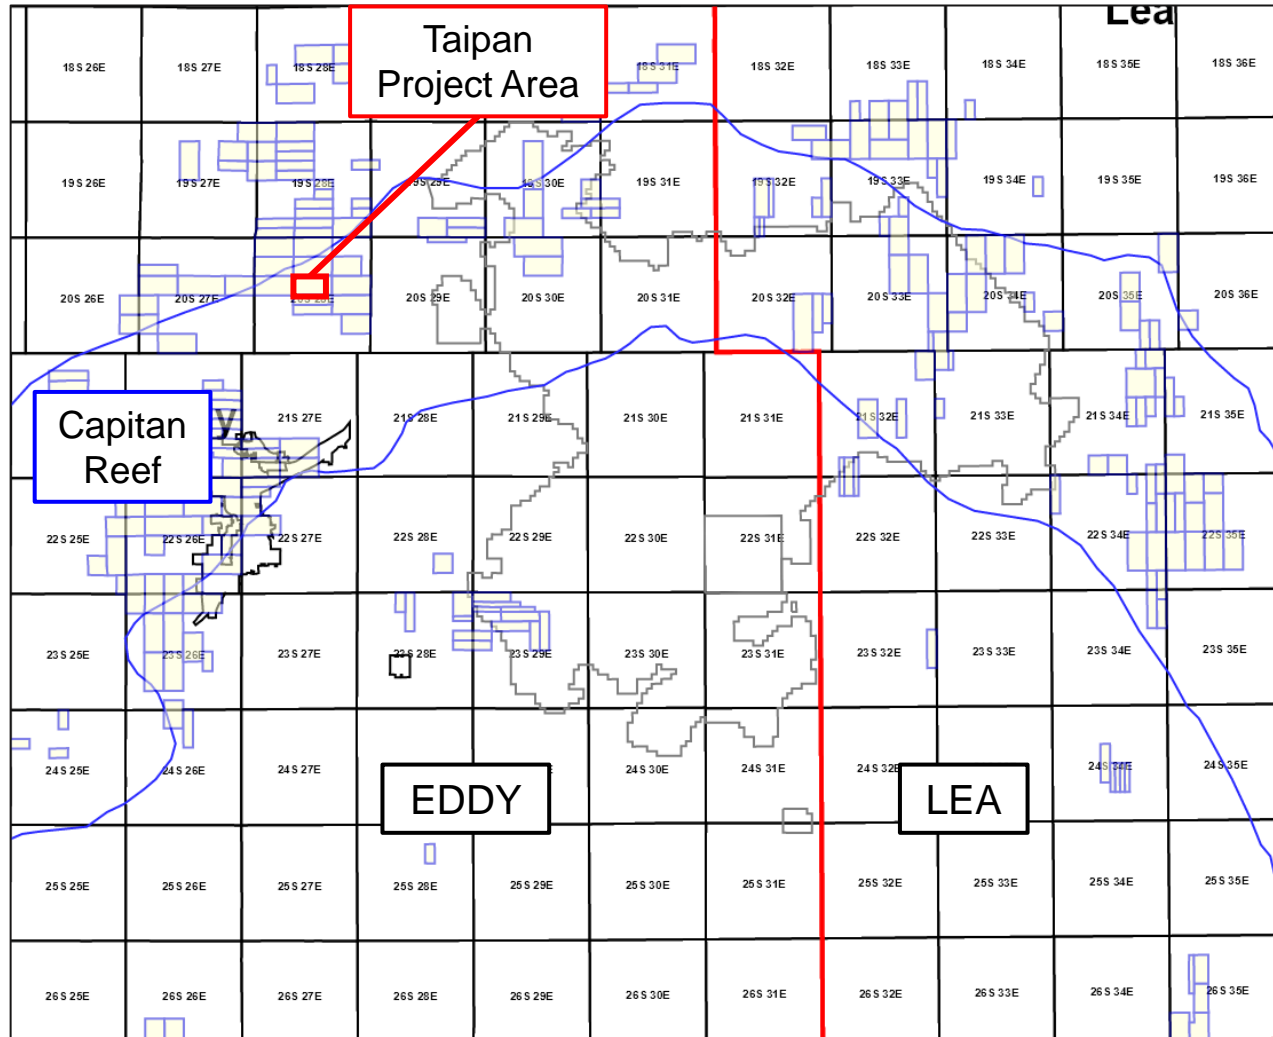 Lea
Taipan
Project Area
18S 26E
18S 27E
18S 28E
18S 31E
18S 32E
18S 33E
18S 34E
18S 35E
18S 36E
19S 26E
19S 27E
19S 28E
19S 29E
19S 30E
19S 31E
19S 32E
19S 33E
19S 34E
19S 35E
19S 36E
20S 26E
20S 27E
20S 28E
20S 29E
20S 30E
20S 31E
20S 32E
20S 33E
20S 34E
20S 35E
20S 36E
Capitan
Reef
y
21S 27E
21S 28E
21S 29E
21S 30E
21S 31E
21S 32E
21S 33E
21S 34E
21S 35E
22S 25E
22S 26E
22S 27E
22S 28E
22S 29E
22S 30E
22S 31E
22S 32E
22S 33E
22S 34E
22S 35E
23S 25E
23S 26E
23S 27E
23S 28E
23S 29E
23S 30E
23S 31E
23S 32E
23S 33E
23S 34E
23S 35E
24S 25E
24S 26E
24S 27E
E
24S 30E
24S 31E
24S 32E
24S 34E
24S 35E
EDDY
LEA
25S 25E
25S 26E
25S 27E
25S 28E
25S 29E
25S 30E
25S 31E
25S 32E
25S 33E
25S 34E
25S 35E
26S 25E
26S 26E
26S 27E
26S 28E
26S 29E
26S 30E
26S 31E
26S 32E
26S 33E
26S 34E
26S 35E